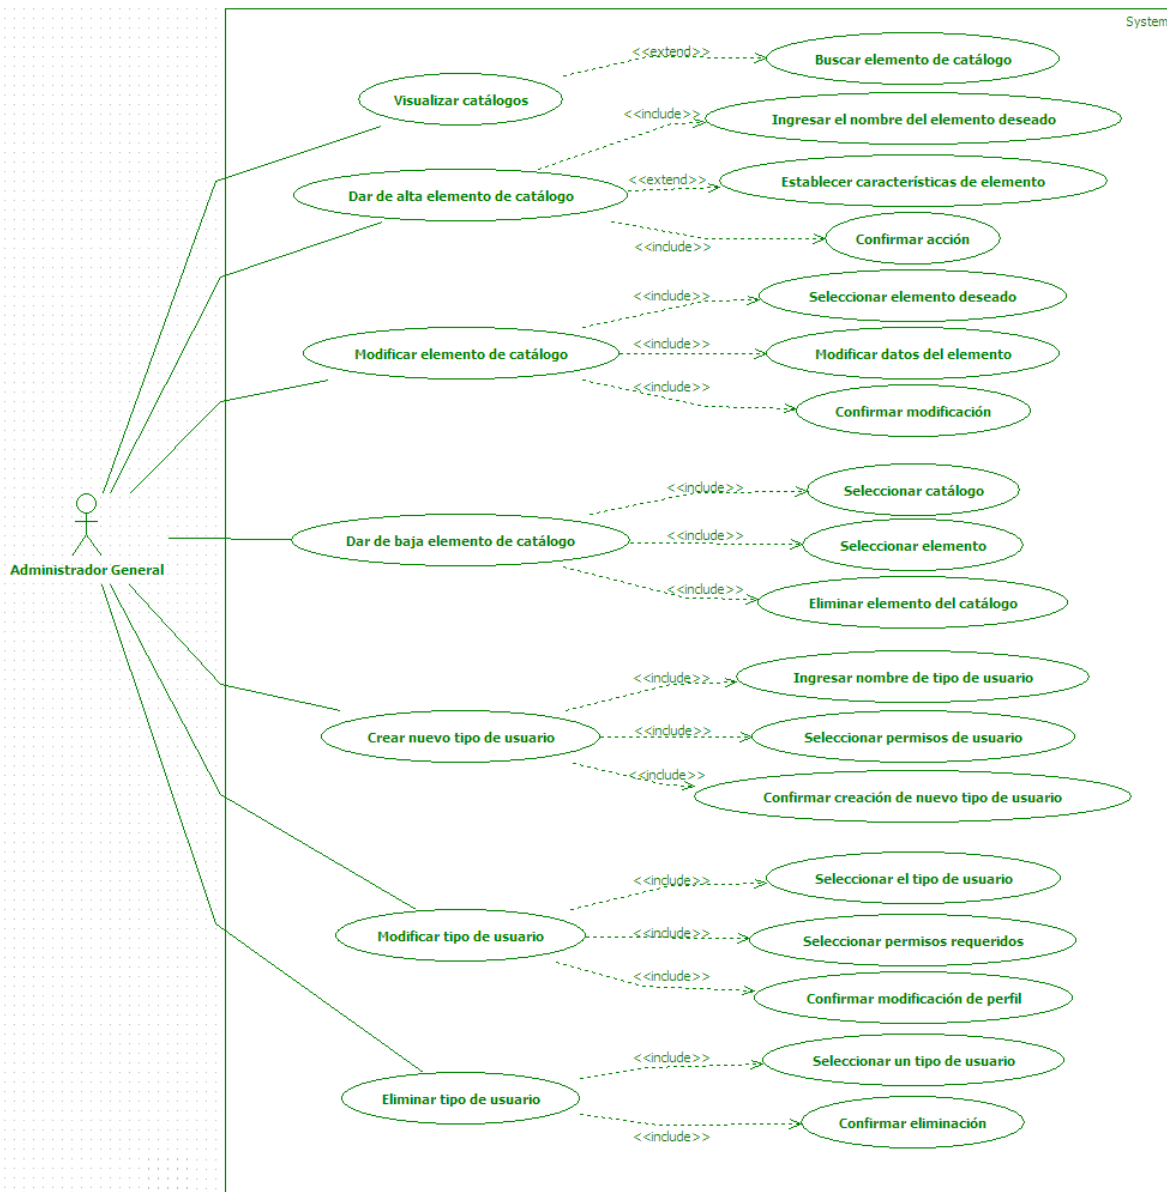 System
<<extend>>
Buscar elemento de catálogo
Visualizar catálogos
<<include>>
Ingresar el nombre del elemento deseado
Dar de alta elemento de catálogo
<<extend>>
Establecer características de elemento
<<include>>
Confirmar acción
<<include>>
Seleccionar elemento deseado
Modificar elemento de catálogo
<<include>>
Modificar datos del elemento
<<include>>
Confirmar modificación
<<include>>
Seleccionar catálogo
Administrador General
Dar de baja elemento de catálogo
<<include>>
Seleccionar elemento
<<include>>
Eliminar elemento del catálogo
<<include>>
Ingresar nombre de tipo de usuario
Crear nuevo tipo de usuario
<<include>>
Seleccionar permisos de usuario
<<include>>
Confirmar creación de nuevo tipo de usuario
<<include>>
Seleccionar el tipo de usuario
Modificar tipo de usuario
<<include>>
Seleccionar permisos requeridos
<<include>>
Confirmar modificación de perfil
<<include>>
Seleccionar un tipo de usuario
Eliminar tipo de usuario
<<include>>
Confirmar eliminación